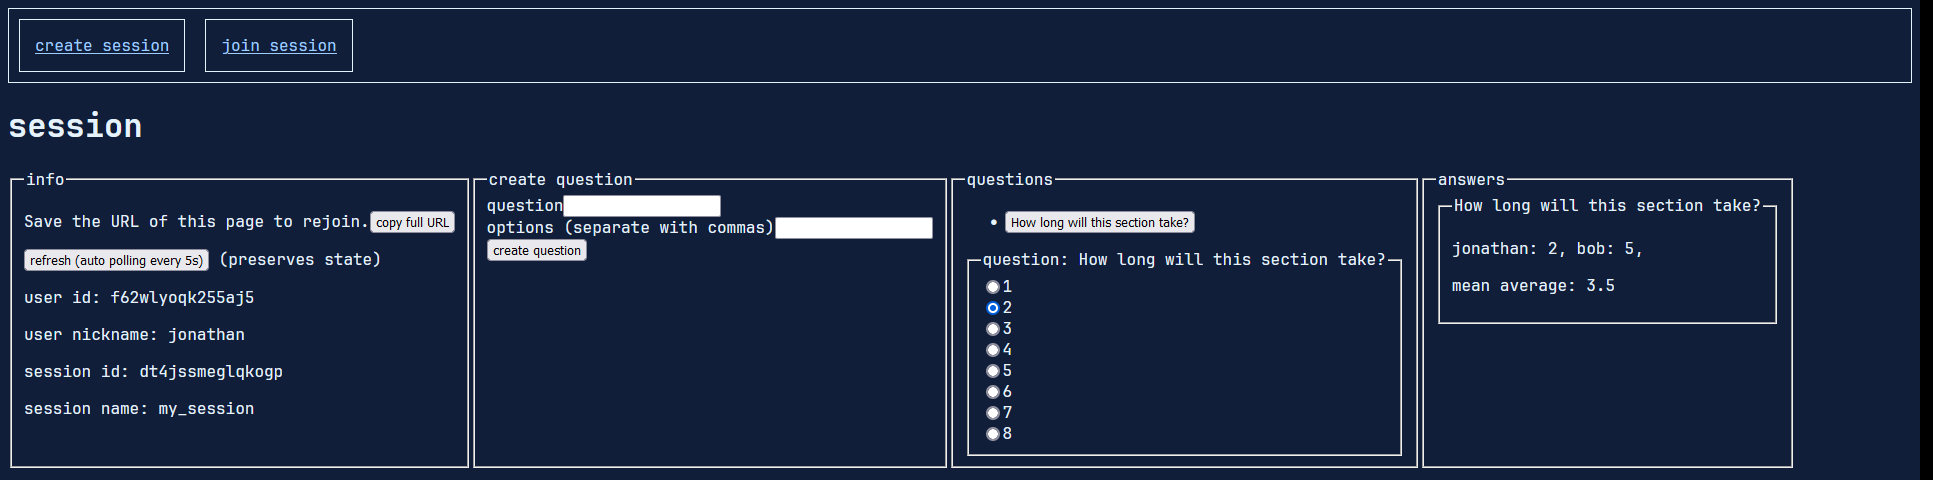 create session
join session
session
info
Save the URL of this page to rejoin. copy full URL
refresh (auto polling every 5s) (preserves state)
user id: f62wlyoqk255aj5
user nickname: jonathan
session id: dt4jssmeglqkogp
session name: my_session
create question
question
options (separate with commas)
create question
questions
• How long will this section take?
question: How long will this section take?
1
2
3
4
5
6
7
8
answers
How long will this section take?
jonathan: 2, bob: 5,
mean average: 3.5